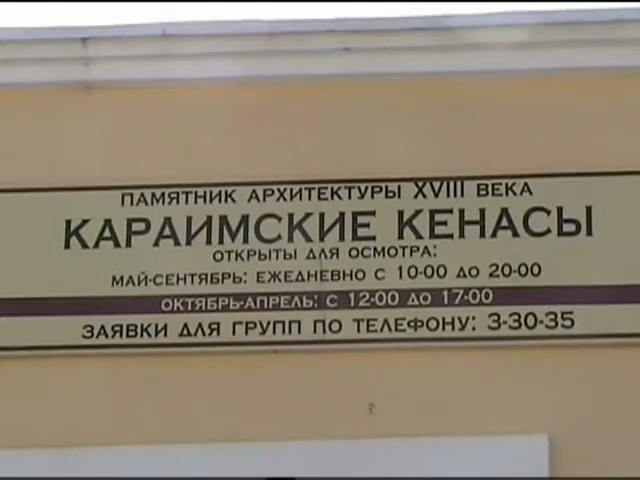 ПАМЯТНИК АРХИТЕКТУРЫ XVIII ВЕКА
КАРАИМСКИЕ КЕНАСЫ
ОТКРЫТЫ ДЛЯ ОСМОТРА:
МАЙ-СЕНТЯБРЬ: ЕЖЕДНЕВНО С 10-00 ДО 20-00
ОКТЯБРЬ-АПРЕЛЬ: С 12-00 ДО 17-00
ЗАЯВКИ ДЛЯ ГРУПП ПО ТЕЛЕФОНУ: 3-30-35